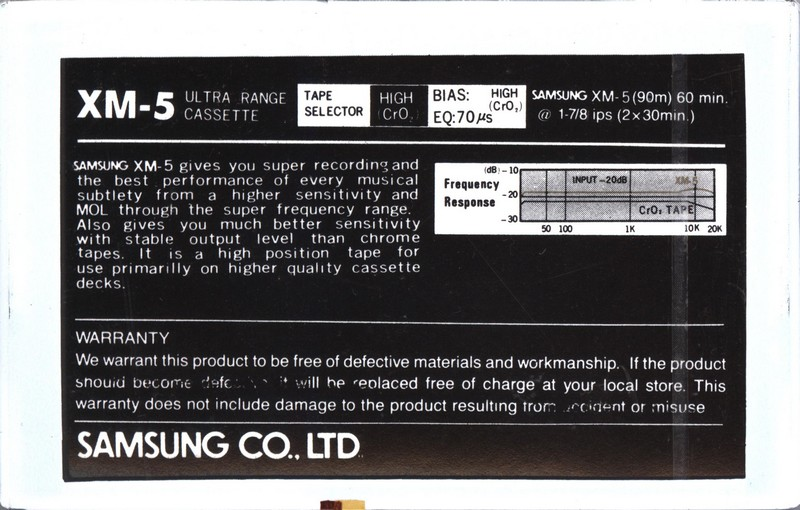 XM-5 ULTRA RANGE CASSETTE
TAPE SELECTOR HIGH (CrO₂)
BIAS: HIGH (CrO₂)
EQ:70μs
SAMSUNG XM-5(90m) 60 min.
@ 1-7/8 ips (2×30min.)
SAMSUNG XM-5 gives you super recording and
the best performance of every musical
subtlety from a higher sensitivity and
MOL through the super frequency range.
Also gives you much better sensitivity
with stable output level than chrome
tapes. It is a high position tape for
use primarilly on higher quality cassette
decks.
Frequency Response
(dB) -10
-20
-30
INPUT -20dB
XM-5
CrO₂ TAPE
50 100 1K 10K 20K
WARRANTY
We warrant this product to be free of defective materials and workmanship. If the product
should become it will be replaced free of charge at your local store. This
warranty does not include damage to the product resulting from accident or misuse
SAMSUNG CO., LTD.